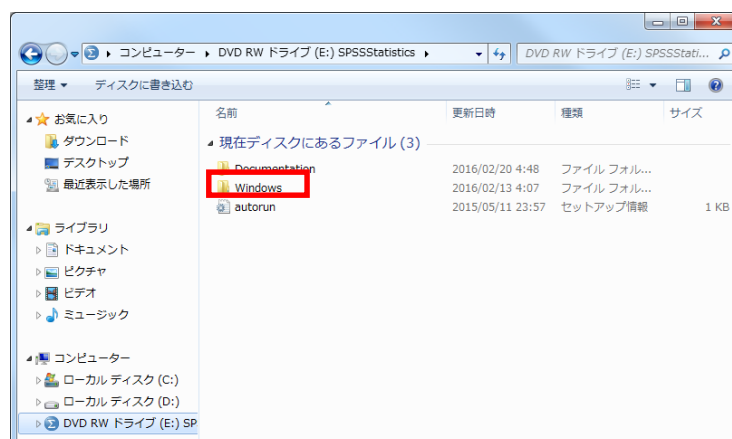 コンピューター ▸ DVD RW ドライブ (E:) SPSSStatistics ▸
DVD RW ドライブ (E:) SPSSStati...
整理 ディスクに書き込む
名前 更新日時 種類 サイズ
お気に入り
ダウンロード
デスクトップ
最近表示した場所
ライブラリ
ドキュメント
ピクチャ
ビデオ
ミュージック
コンピューター
ローカル ディスク (C:)
ローカル ディスク (D:)
DVD RW ドライブ (E:) SP
現在ディスクにあるファイル (3)
Documentation 2016/02/20 4:48 ファイル フォル...
Windows 2016/02/13 4:07 ファイル フォル...
autorun 2015/05/11 23:57 セットアップ情報 1 KB